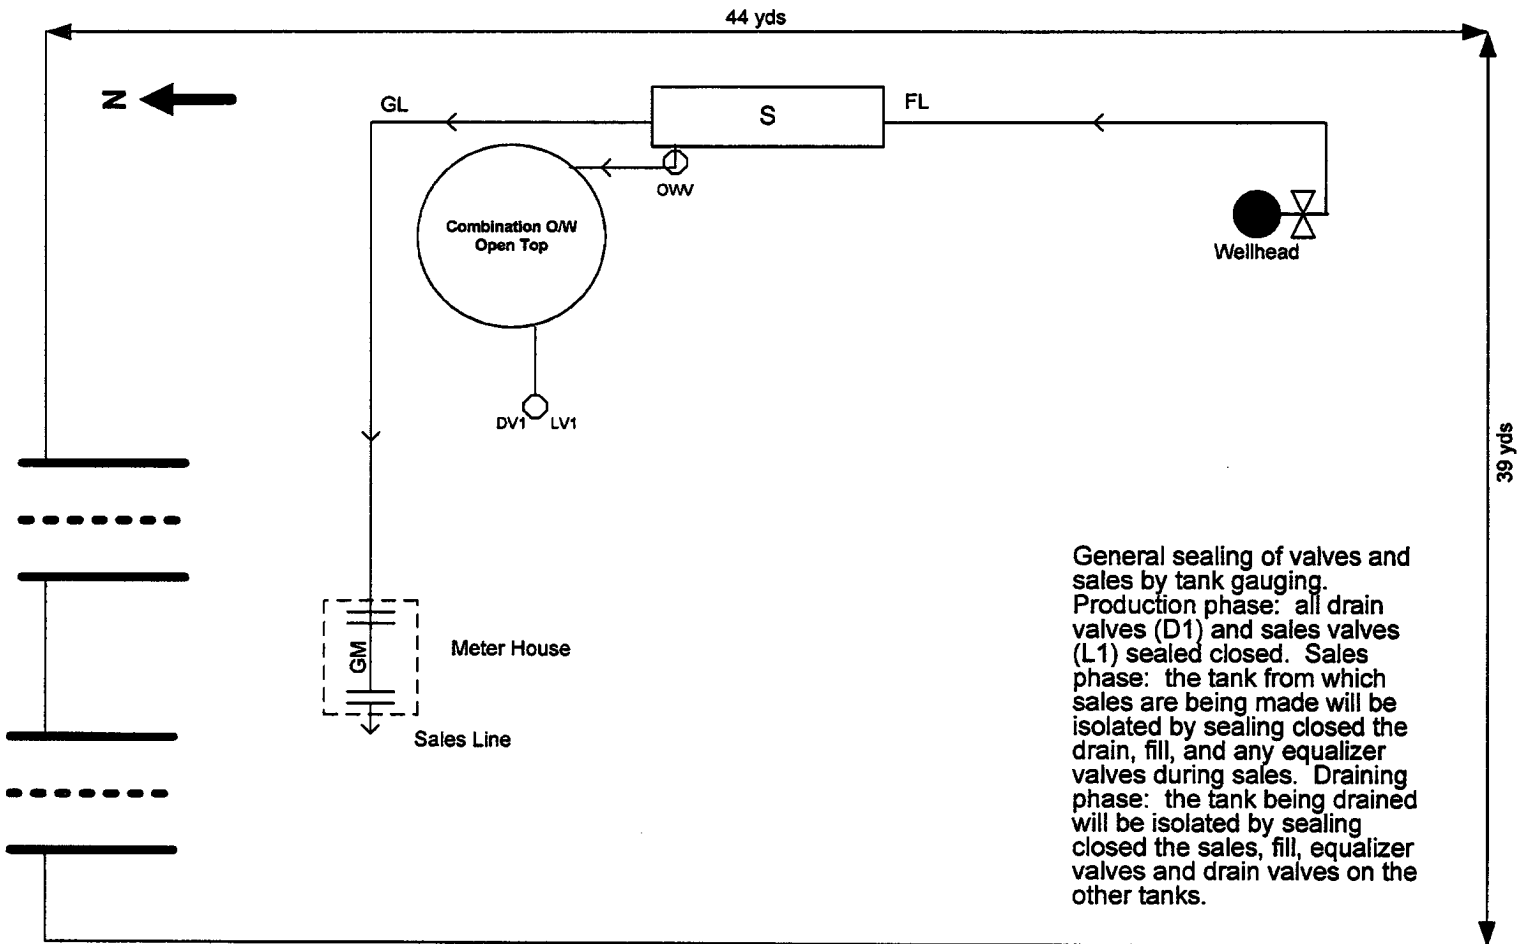 44 yds
N
GL
S
FL
OWV
Combination O/W
Open Top
Wellhead
DV1 LV1
39 yds
GM
Meter House
Sales Line
General sealing of valves and
sales by tank gauging.
Production phase: all drain
valves (D1) and sales valves
(L1) sealed closed. Sales
phase: the tank from which
sales are being made will be
isolated by sealing closed the
drain, fill, and any equalizer
valves during sales. Draining
phase: the tank being drained
will be isolated by sealing
closed the sales, fill, equalizer
valves and drain valves on the
other tanks.